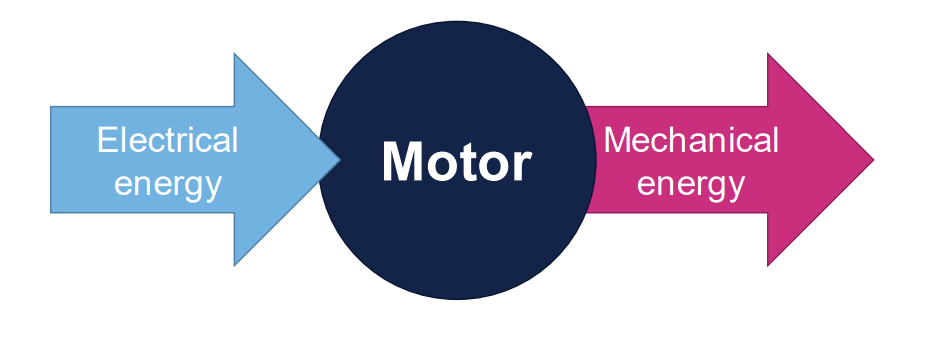 Electrical
energy
Motor
Mechanical
energy